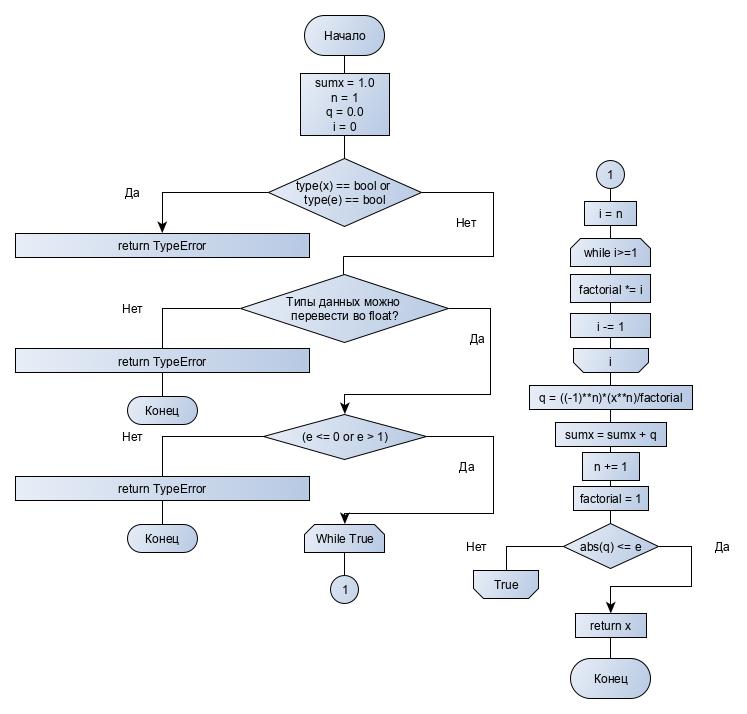 Начало
sumx = 1.0
n = 1
q = 0.0
i = 0
type(x) == bool or
type(e) == bool
Да
Нет
return TypeError
Типы данных можно
перевести во float?
Нет
Да
return TypeError
Конец
(e <= 0 or e > 1)
Нет
Да
return TypeError
Конец
While True
1
1
i = n
while i>=1
factorial *= i
i -= 1
i
q = ((-1)**n)*(x**n)/factorial
sumx = sumx + q
n += 1
factorial = 1
abs(q) <= e
Нет
Да
True
return x
Конец